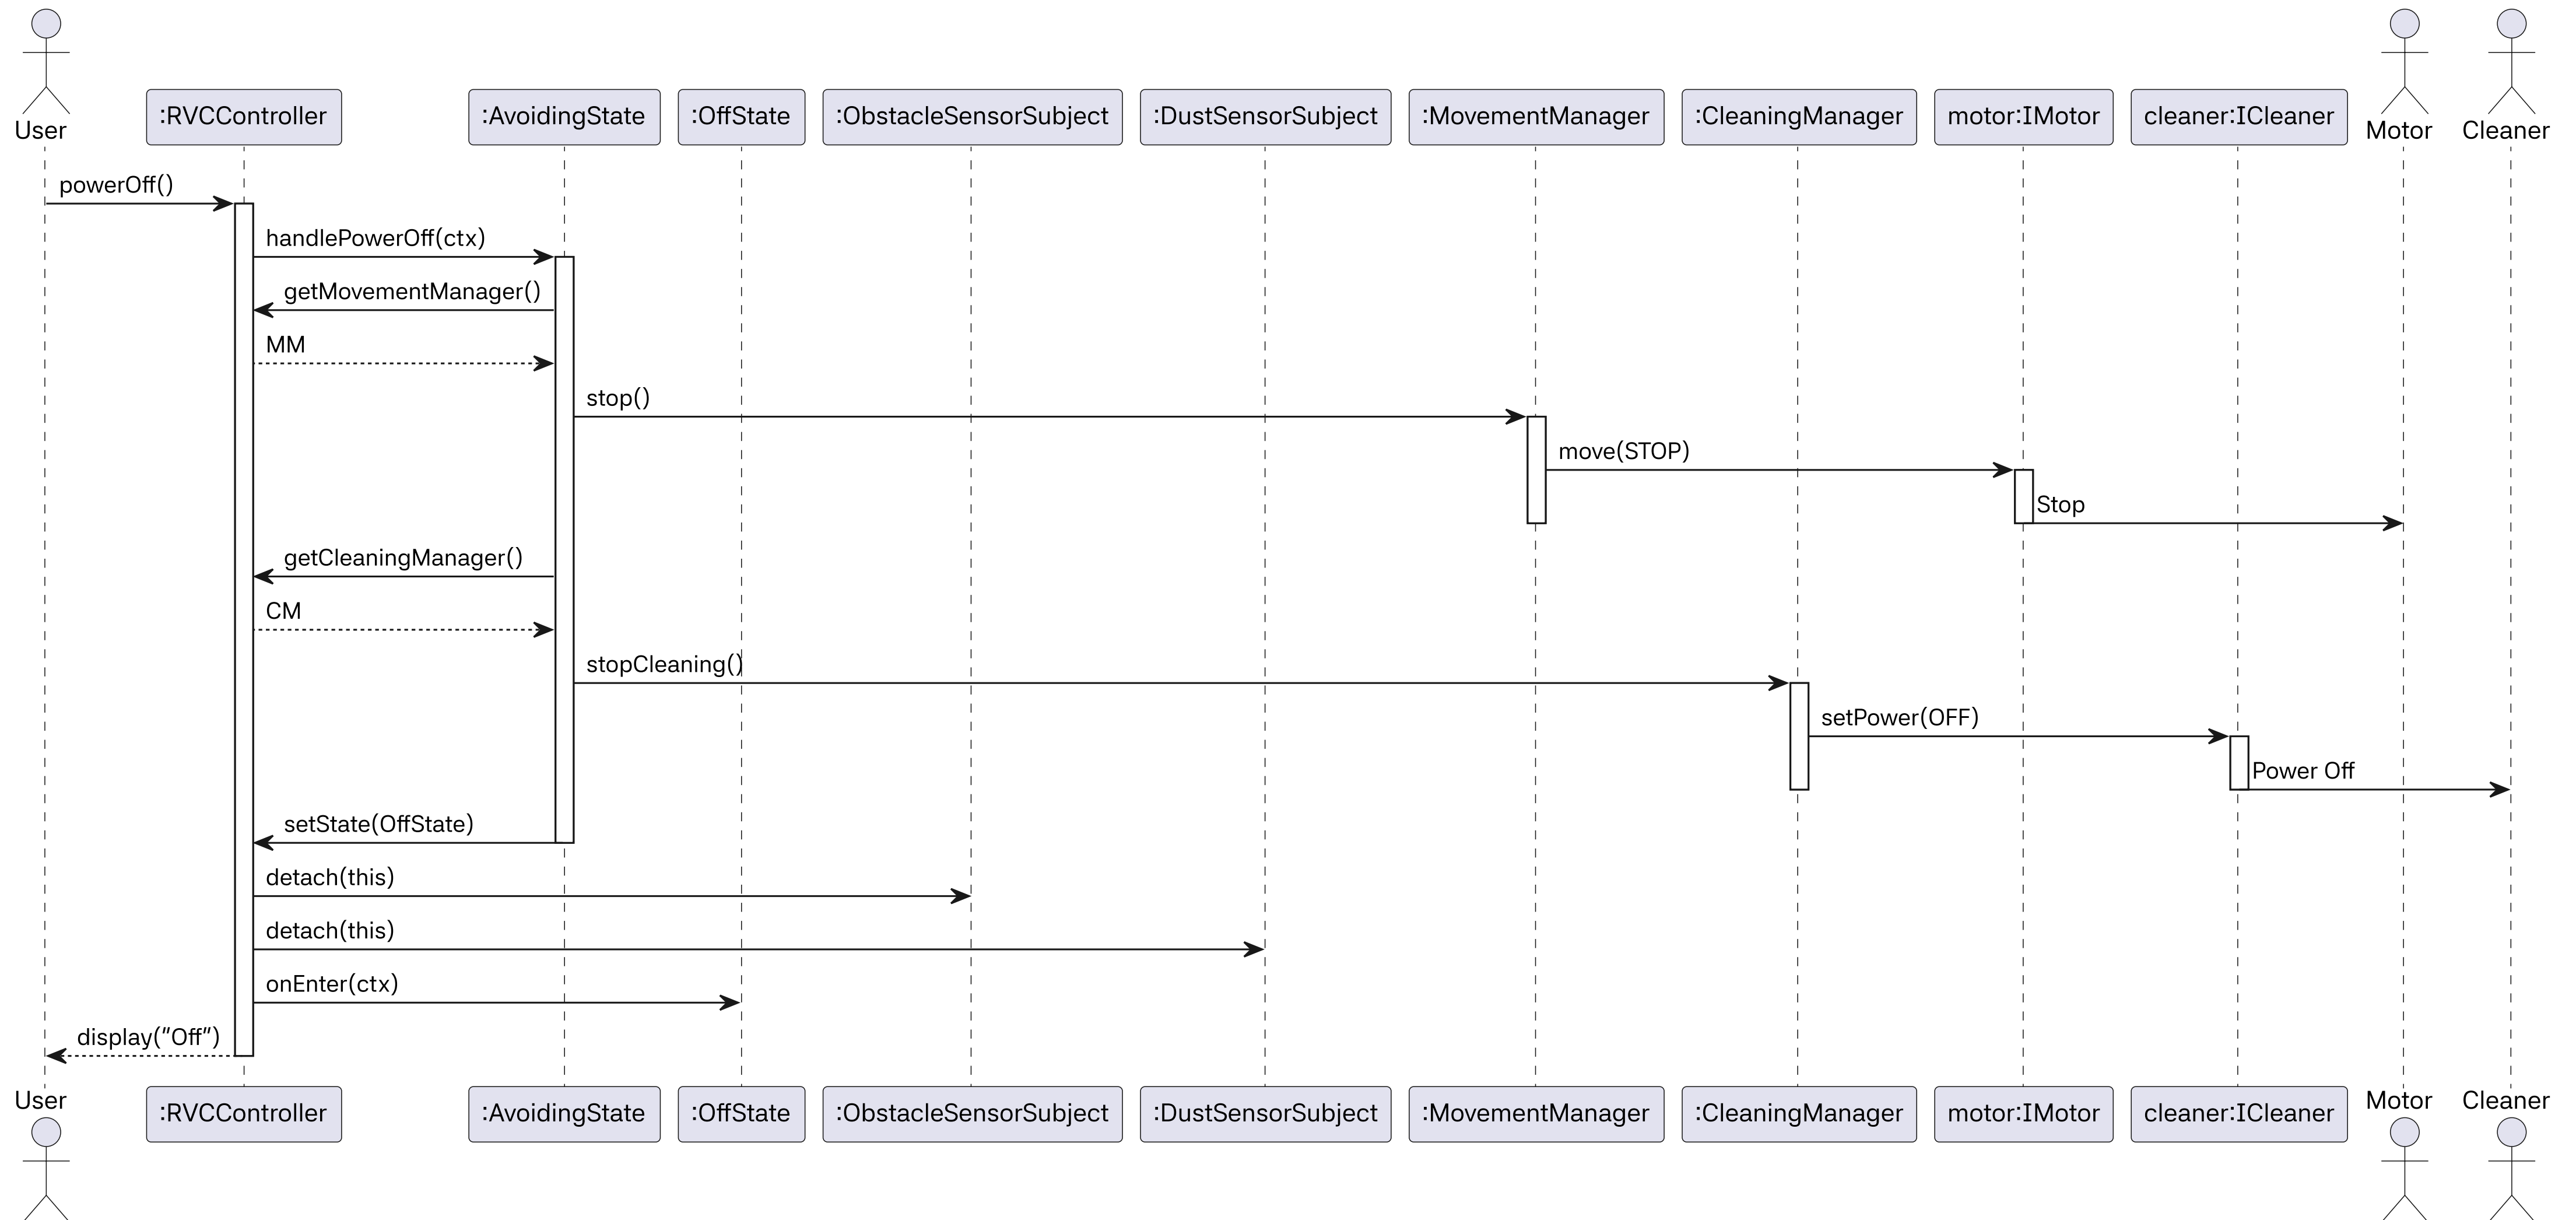 User
:RVCController
:AvoidingState
:OffState
:ObstacleSensorSubject
:DustSensorSubject
:MovementManager
:CleaningManager
motor:IMotor
cleaner:ICleaner
Motor
Cleaner
powerOff()
handlePowerOff(ctx)
getMovementManager()
MM
stop()
move(STOP)
Stop
getCleaningManager()
CM
stopCleaning()
setPower(OFF)
Power Off
setState(OffState)
detach(this)
detach(this)
onEnter(ctx)
display("Off")
User
:RVCController
:AvoidingState
:OffState
:ObstacleSensorSubject
:DustSensorSubject
:MovementManager
:CleaningManager
motor:IMotor
cleaner:ICleaner
Motor
Cleaner